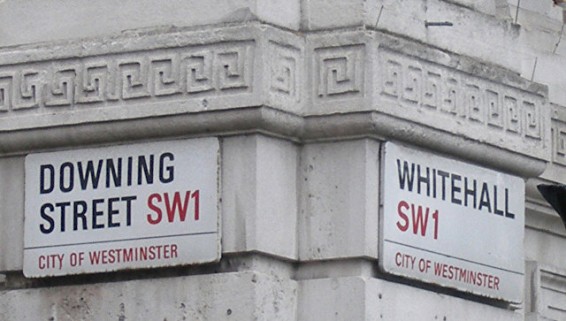 DOWNING
STREET SW1
CITY OF WESTMINSTER
WHITEHALL
SW1
CITY OF WESTMINSTER